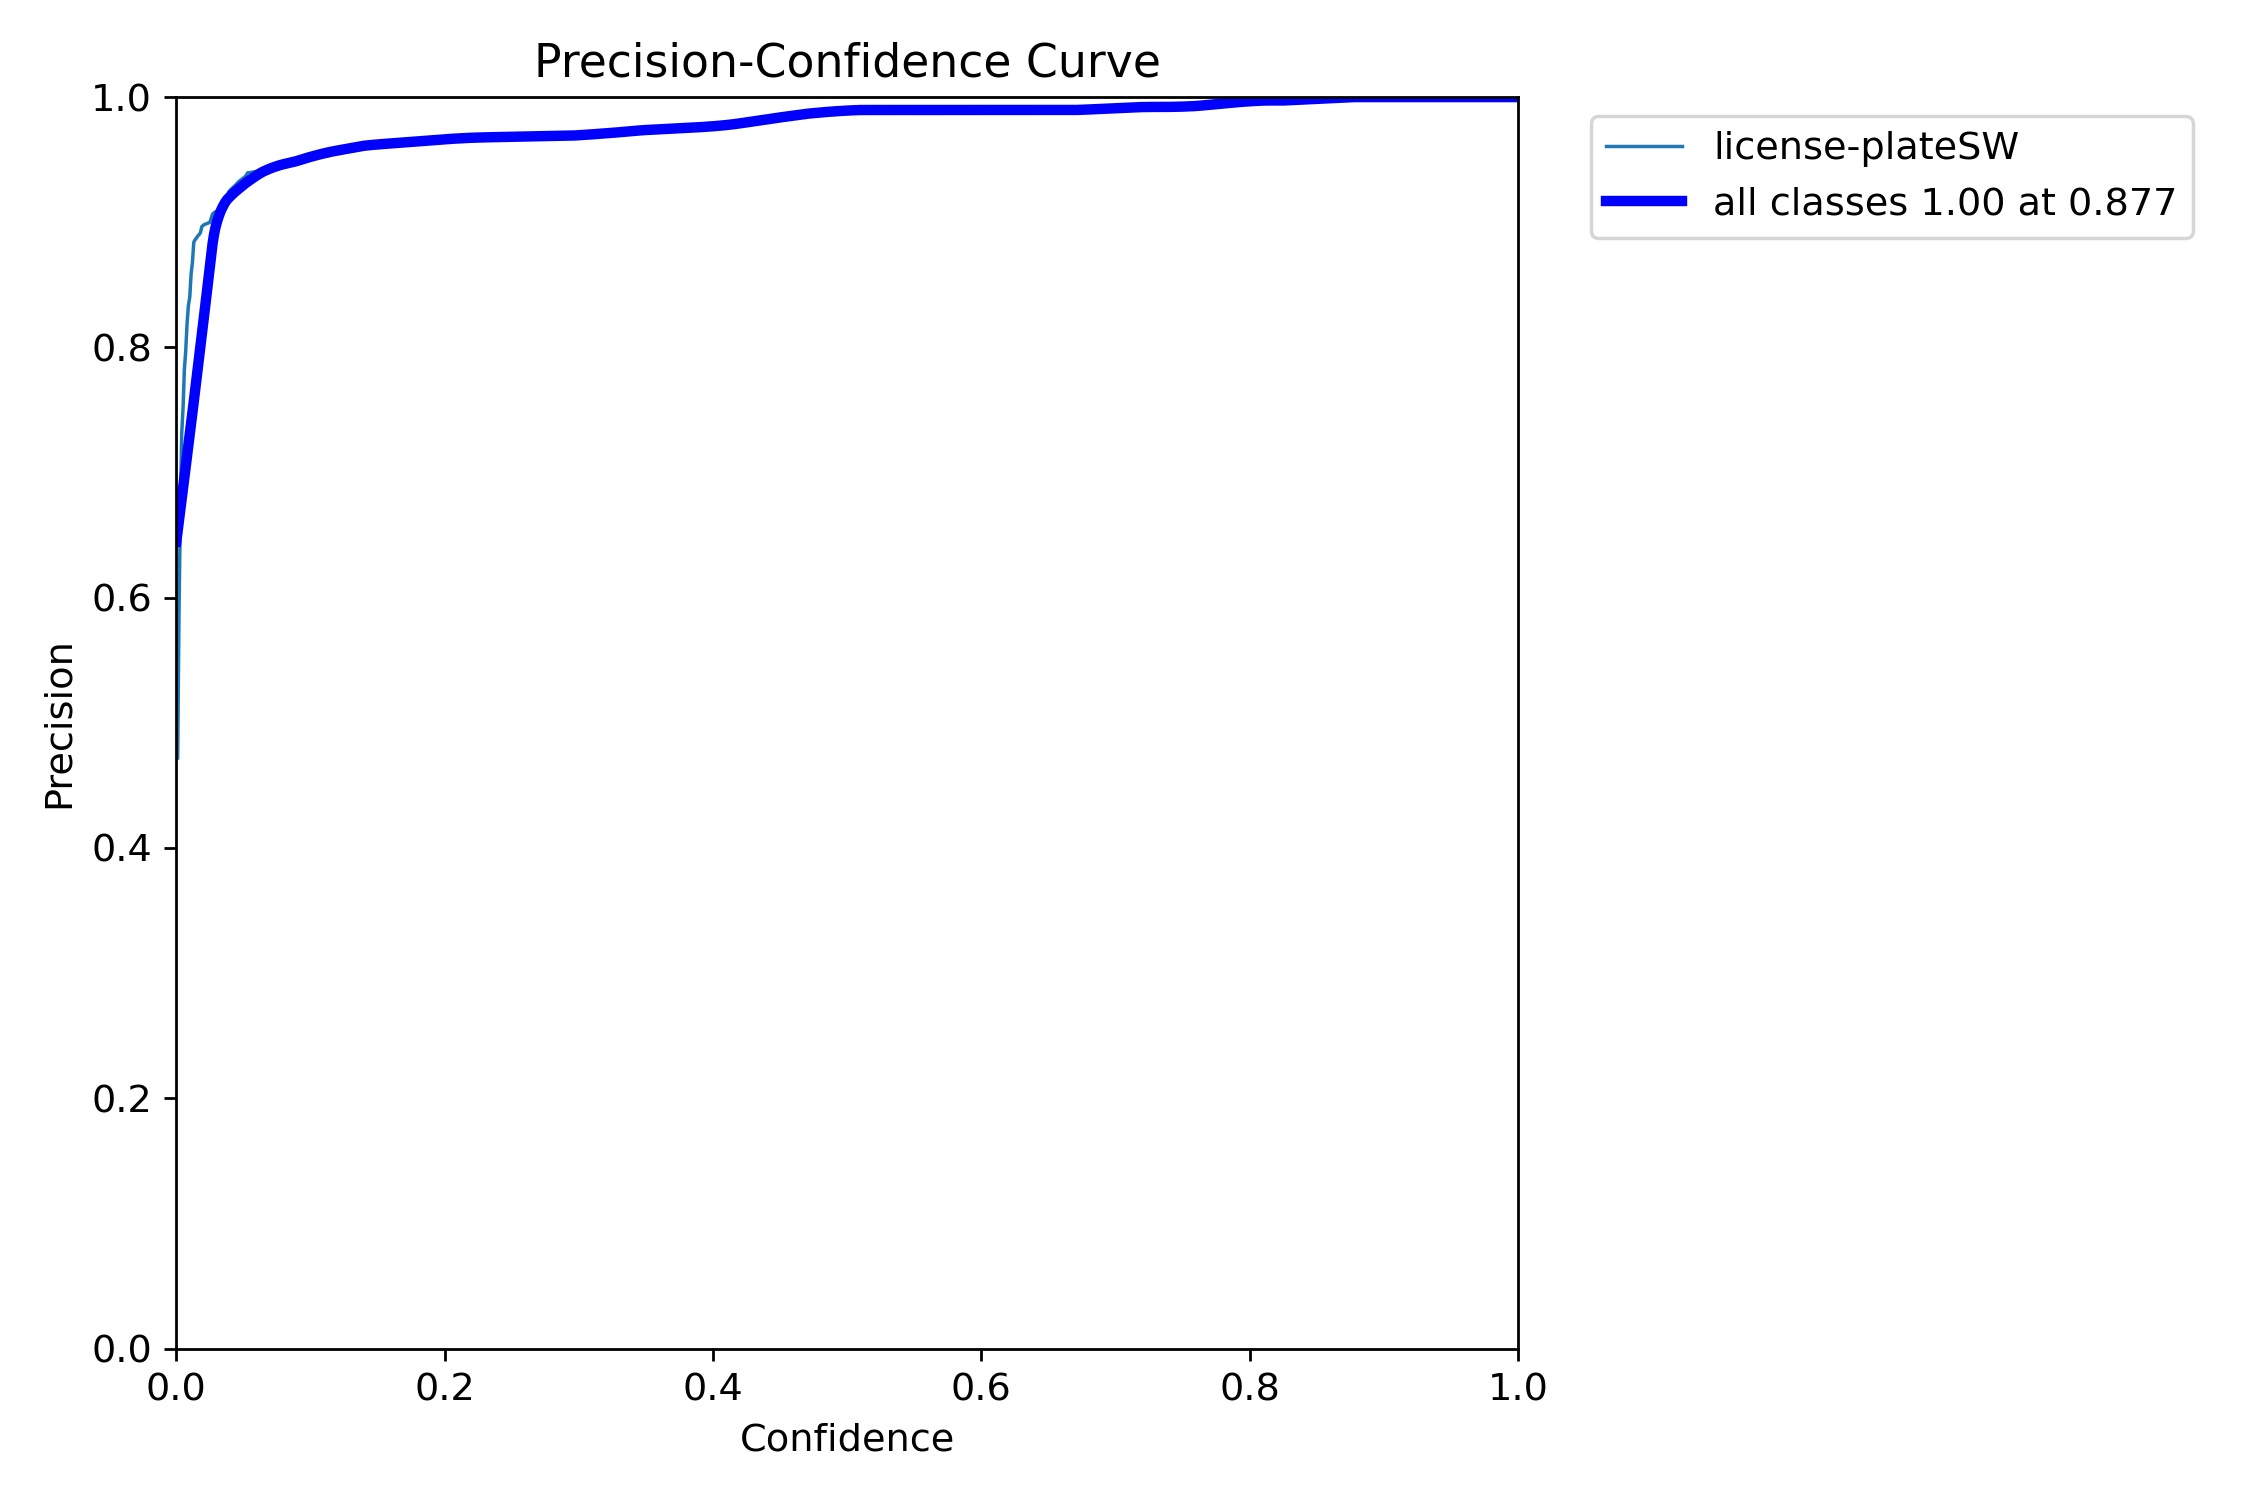 Precision-Confidence Curve
1.0
0.8
0.6
0.4
0.2
0.0
Precision
0.0 0.2 0.4 0.6 0.8 1.0
Confidence
license-plateSW
all classes 1.00 at 0.877